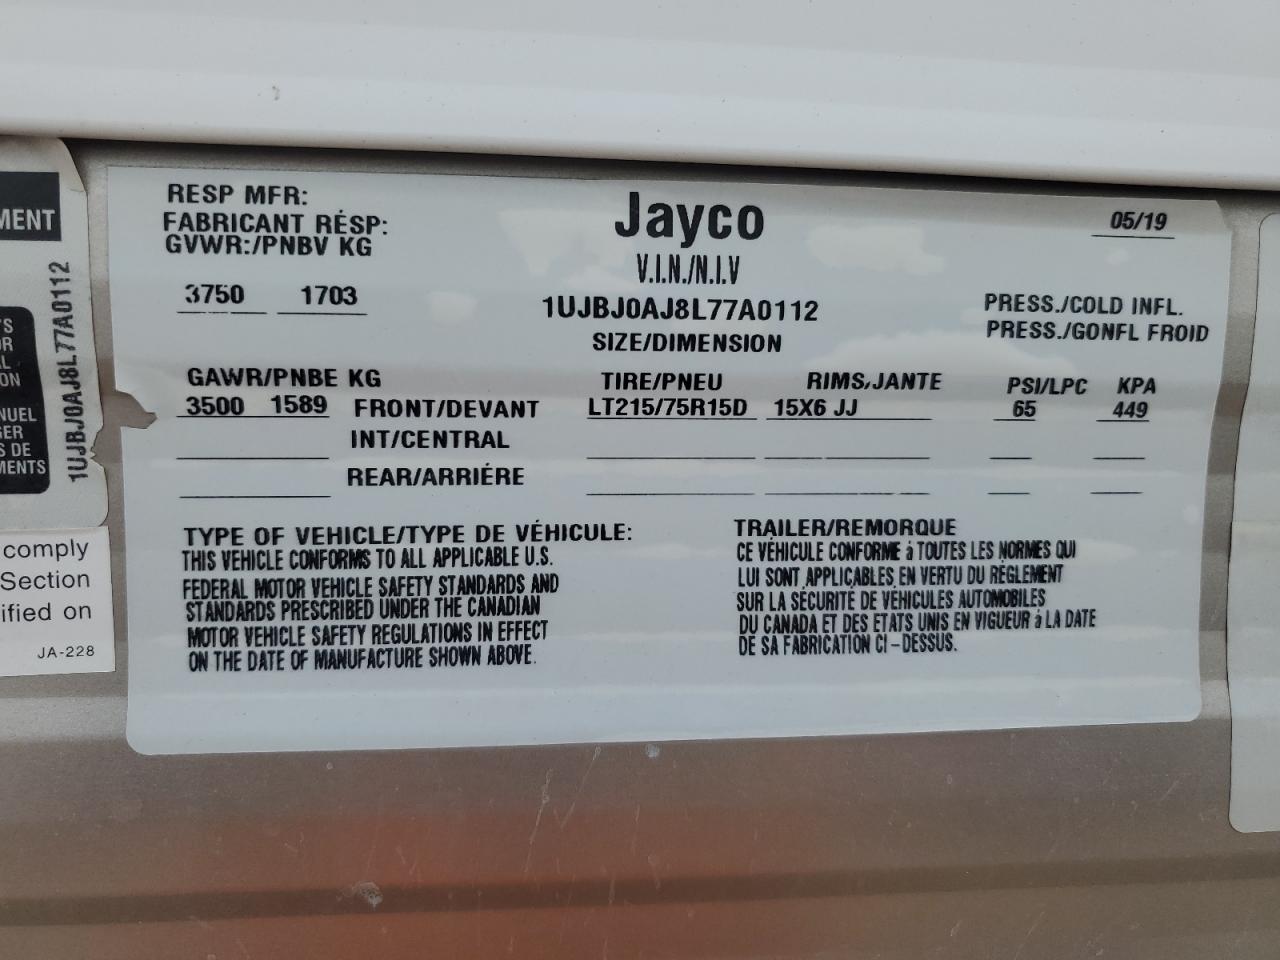 RESP MFR:
FABRICANT RÉSP:
GVWR:/PNBV KG
Jayco
05/19
V.I.N./N.I.V
3750 1703
1UJBJ0AJ8L77A0112
PRESS./COLD INFL.
PRESS./GONFL FROID
SIZE/DIMENSION
GAWR/PNBE KG TIRE/PNEU RIMS,JANTE PSI/LPC KPA
3500 1589 FRONT/DEVANT LT215/75R15D 15X6 JJ 65 449
INT/CENTRAL
REAR/ARRIÉRE
TYPE OF VEHICLE/TYPE DE VÉHICULE: TRAILER/REMORQUE
THIS VEHICLE CONFORMS TO ALL APPLICABLE U.S.
FEDERAL MOTOR VEHICLE SAFETY STANDARDS AND
STANDARDS PRESCRIBED UNDER THE CANADIAN
MOTOR VEHICLE SAFETY REGULATIONS IN EFFECT
ON THE DATE OF MANUFACTURE SHOWN ABOVE.
CE VÉHICULE CONFORME à TOUTES LES NORMES QUI
LUI SONT APPLICABLES EN VERTU DU RÉGLEMENT
SUR LA SÉCURITÉ DE VÉHICULES AUTOMOBILES
DU CANADA ET DES ETATS UNIS EN VIGUEUR à LA DATE
DE SA FABRICATION CI-DESSUS.
1UJBJ0AJ8L77A0112
comply
Section
ified on
JA-228
MENT
ON
NUEL
S DE
MENTS